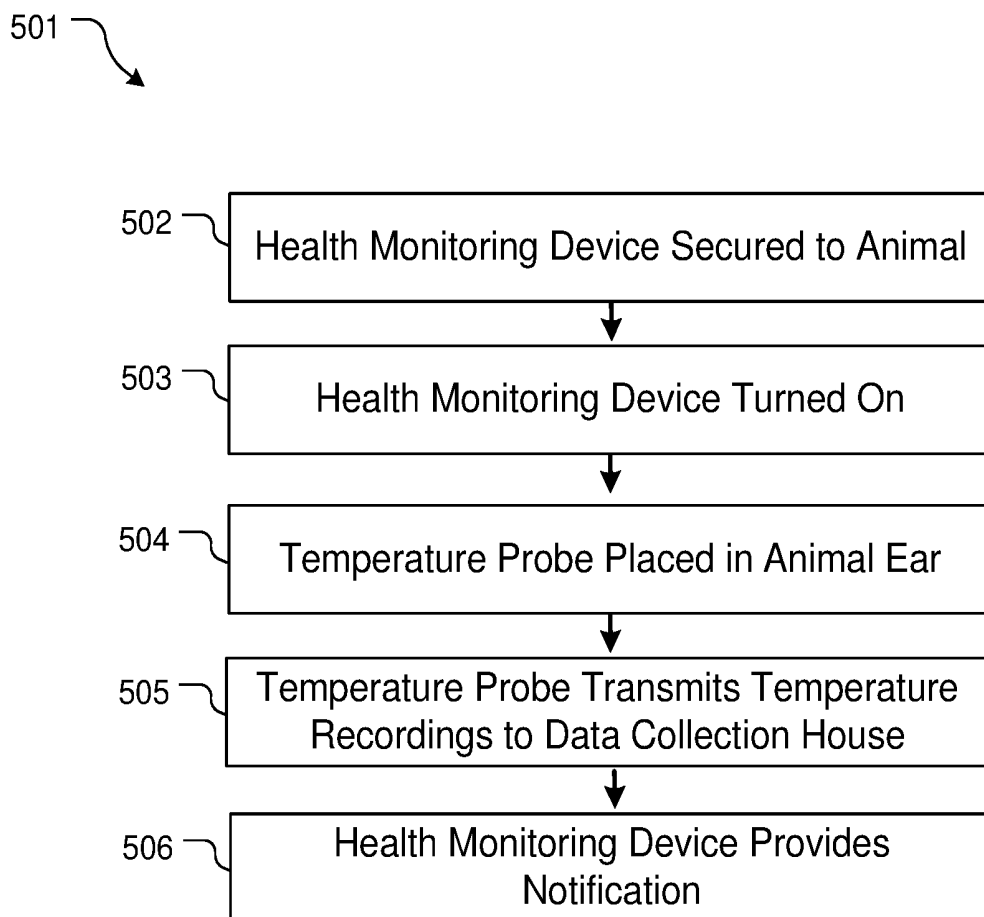 501
502
Health Monitoring Device Secured to Animal
503
Health Monitoring Device Turned On
504
Temperature Probe Placed in Animal Ear
505
Temperature Probe Transmits Temperature
Recordings to Data Collection House
506
Health Monitoring Device Provides
Notification